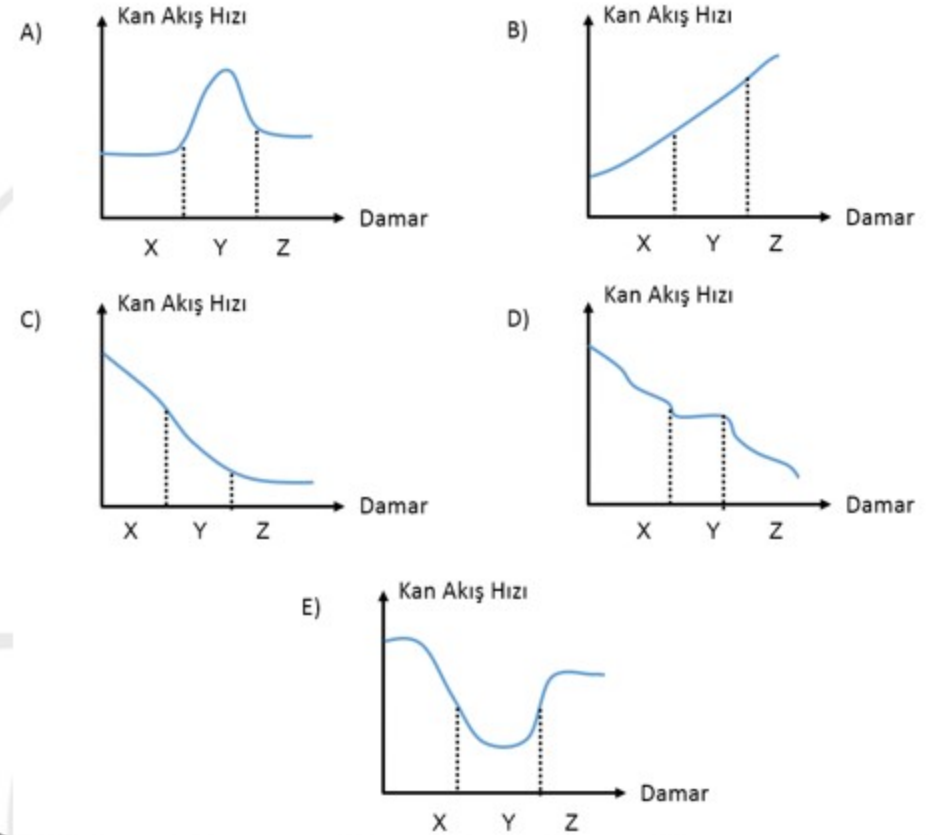 A)
Kan Akış Hızı
Damar
X Y Z
B)
Kan Akış Hızı
Damar
X Y Z
C)
Kan Akış Hızı
Damar
X Y Z
D)
Kan Akış Hızı
Damar
X Y Z
E)
Kan Akış Hızı
Damar
X Y Z